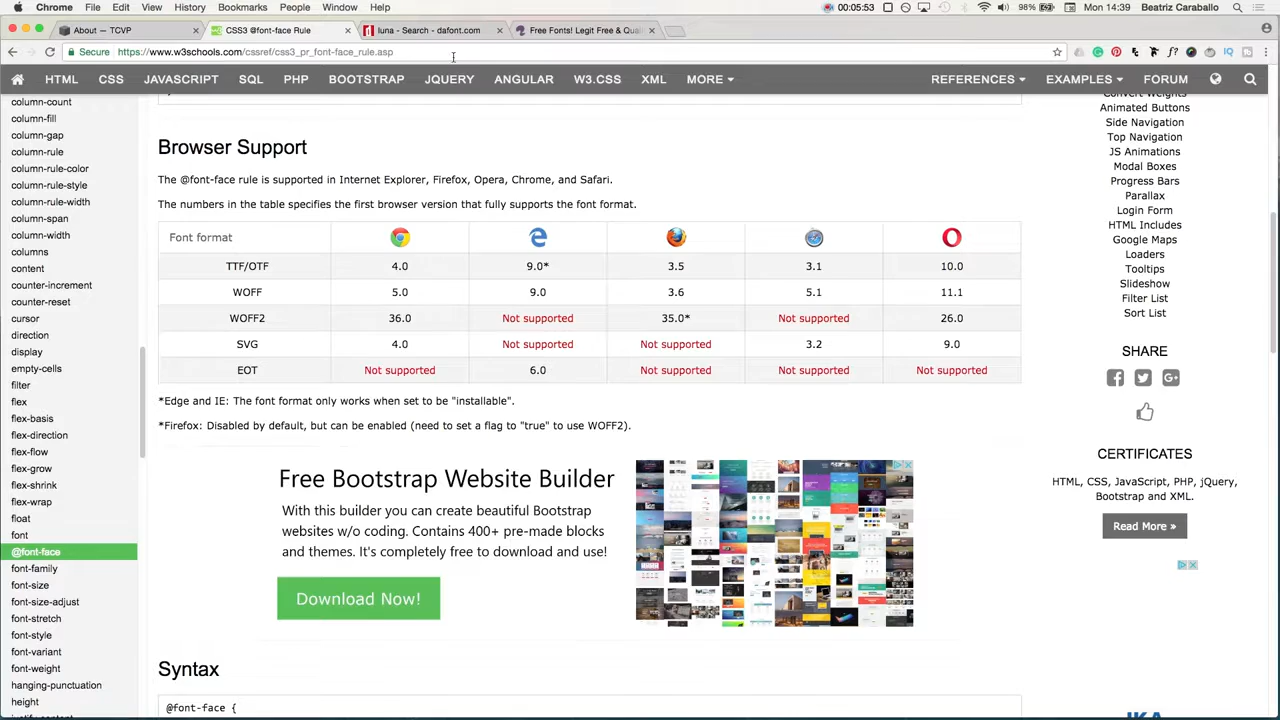 Chrome File Edit View History Bookmarks People Window Help 00:05:53 98% Mon 14:39 Beatriz Caraballo
About — TCVP
CSS3 @font-face Rule
luna - Search - dafont.com
Free Fonts! Legit Free & Qual
Beatriz
Secure https://www.w3schools.com/cssref/css3_pr_font-face_rule.asp
HTML CSS JAVASCRIPT SQL PHP BOOTSTRAP JQUERY ANGULAR W3.CSS XML MORE REFERENCES EXAMPLES FORUM
column-count
column-fill
column-gap
column-rule
column-rule-color
column-rule-style
column-rule-width
column-span
column-width
columns
content
counter-increment
counter-reset
cursor
direction
display
empty-cells
filter
flex
flex-basis
flex-direction
flex-flow
flex-grow
flex-shrink
flex-wrap
float
font
@font-face
font-family
font-size
font-size-adjust
font-stretch
font-style
font-variant
font-weight
hanging-punctuation
height
justify-content
Browser Support
The @font-face rule is supported in Internet Explorer, Firefox, Opera, Chrome, and Safari.
The numbers in the table specifies the first browser version that fully supports the font format.
Font format
TTF/OTF 4.0 9.0* 3.5 3.1 10.0
WOFF 5.0 9.0 3.6 5.1 11.1
WOFF2 36.0 Not supported 35.0* Not supported 26.0
SVG 4.0 Not supported Not supported 3.2 9.0
EOT Not supported 6.0 Not supported Not supported Not supported
*Edge and IE: The font format only works when set to be "installable".
*Firefox: Disabled by default, but can be enabled (need to set a flag to "true" to use WOFF2).
Free Bootstrap Website Builder
With this builder you can create beautiful Bootstrap
websites w/o coding. Contains 400+ pre-made blocks
and themes. It's completely free to download and use!
Download Now!
Syntax
@font-face {
Convert Weights
Animated Buttons
Side Navigation
Top Navigation
JS Animations
Modal Boxes
Progress Bars
Parallax
Login Form
HTML Includes
Google Maps
Loaders
Tooltips
Slideshow
Filter List
Sort List
SHARE
CERTIFICATES
HTML, CSS, JavaScript, PHP, jQuery,
Bootstrap and XML.
Read More »